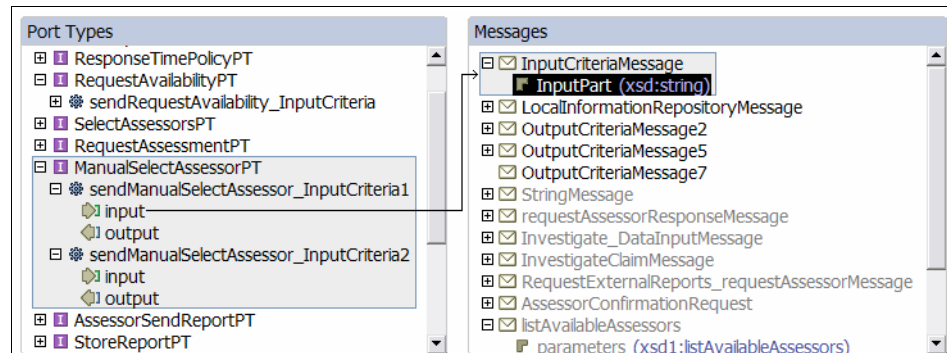 Port Types
ResponseTimePolicyPT
RequestAvailabilityPT
sendRequestAvailability_InputCriteria
SelectAssessorsPT
RequestAssessmentPT
ManualSelectAssessorPT
sendManualSelectAssessor_InputCriteria1
input
output
sendManualSelectAssessor_InputCriteria2
input
output
AssessorSendReportPT
StoreReportPT
Messages
InputCriteriaMessage
InputPart (xsd:string)
LocalInformationRepositoryMessage
OutputCriteriaMessage2
OutputCriteriaMessage5
OutputCriteriaMessage7
StringMessage
requestAssessorResponseMessage
Investigate_DataInputMessage
InvestigateClaimMessage
RequestExternalReports_requestAssessorMessage
AssessorConfirmationRequest
listAvailableAssessors
parameters (xsd1:listAvailableAssessors)